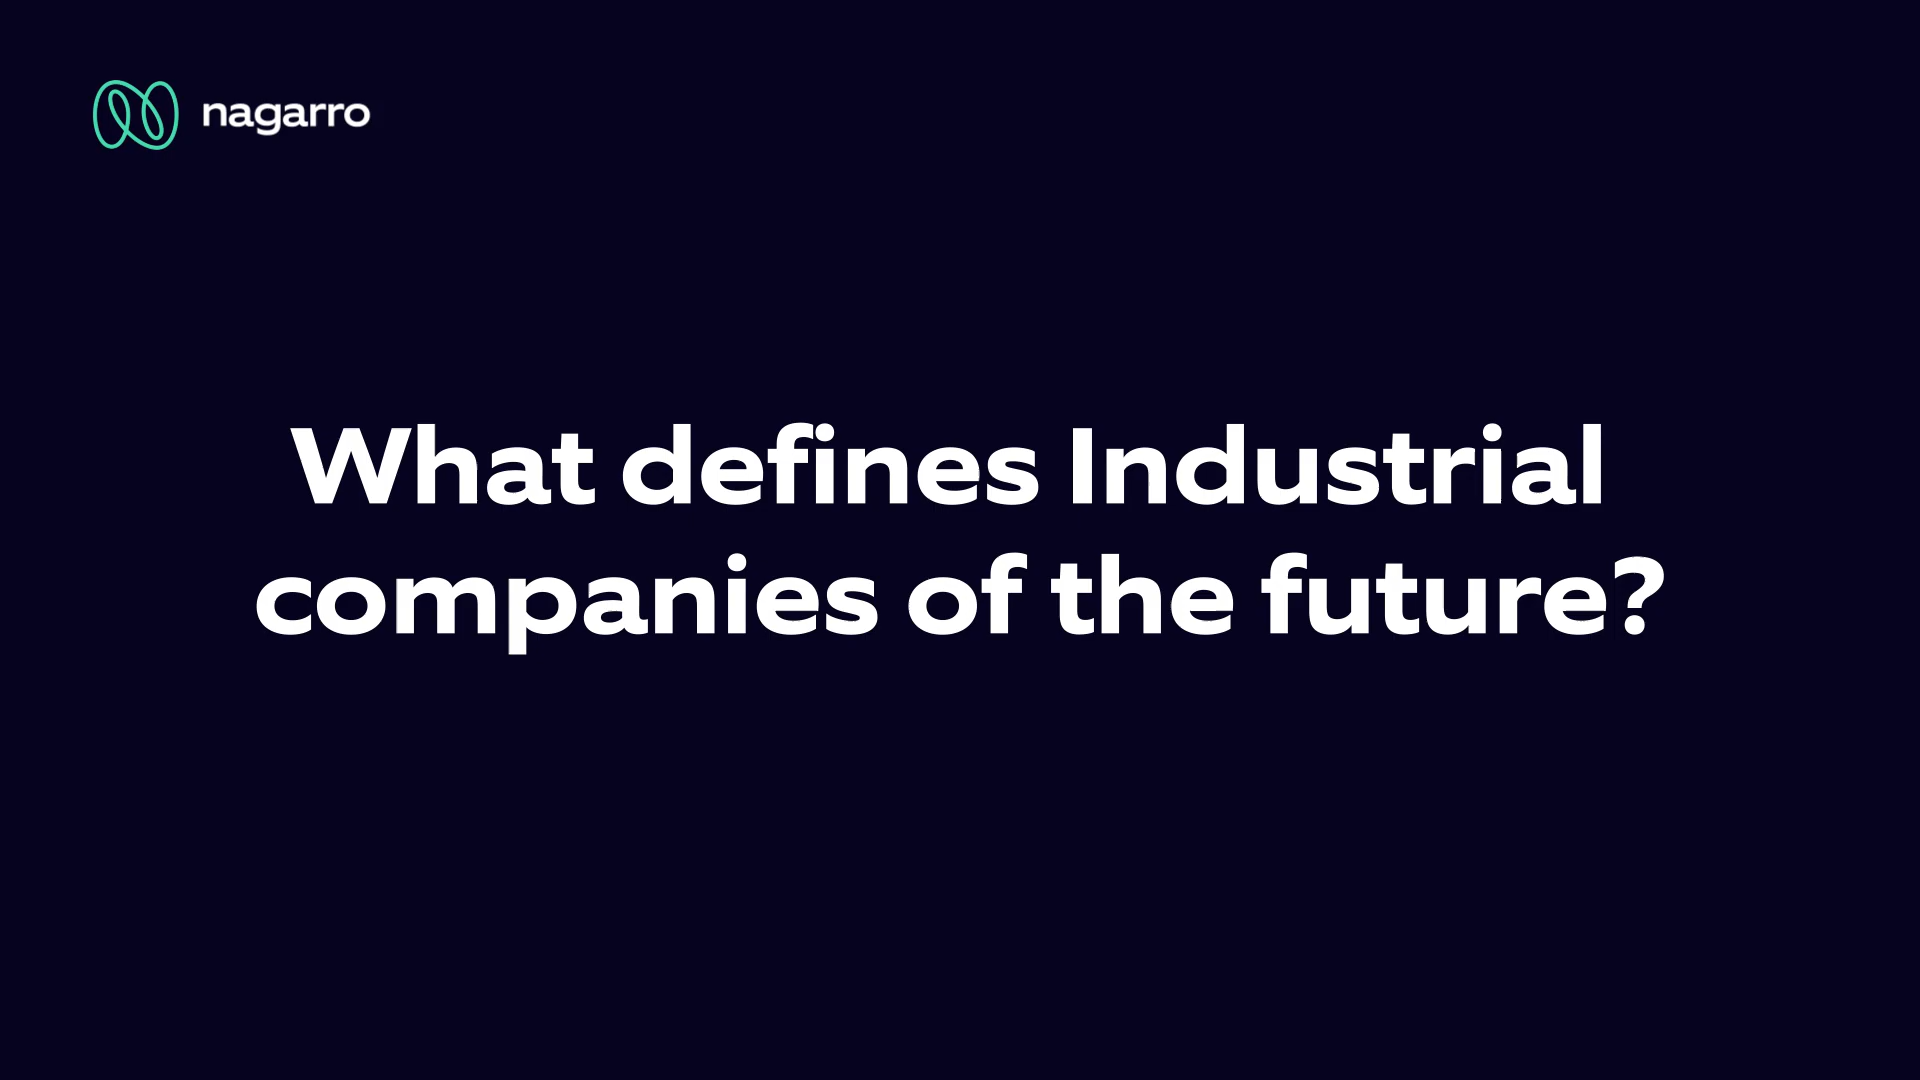 nagarro
What defines Industrial
companies of the future?